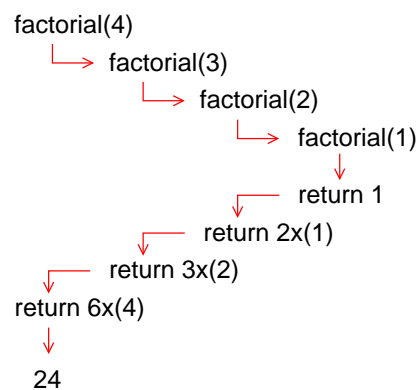 factorial(4)
factorial(3)
factorial(2)
factorial(1)
return 1
return 2x(1)
return 3x(2)
return 6x(4)
24